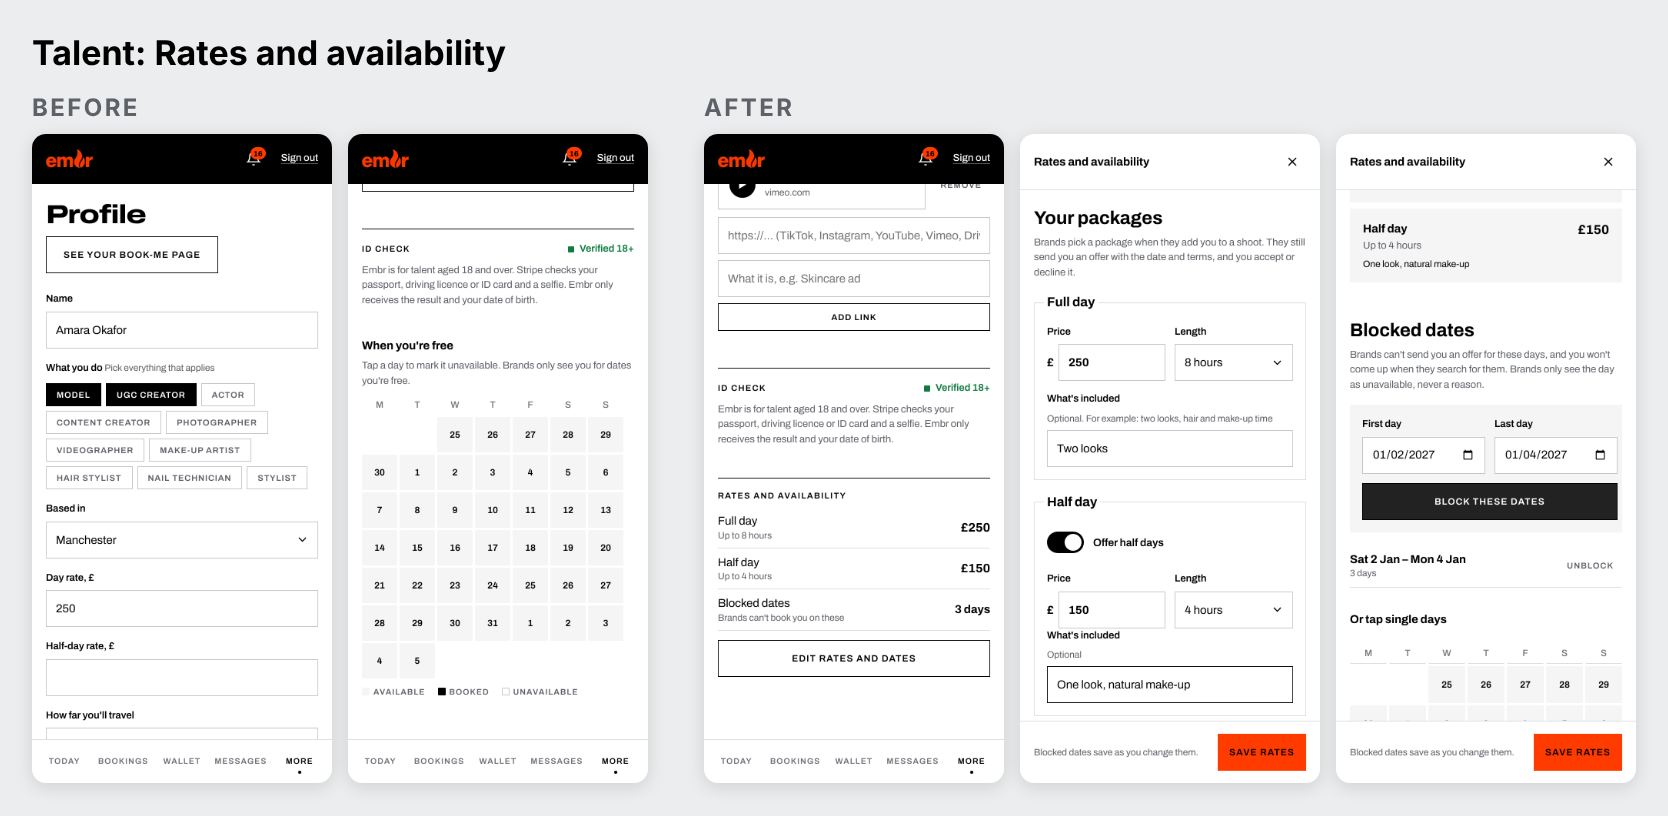 Talent: Rates and availability
BEFORE
embr
16
Sign out
Profile
SEE YOUR BOOK-ME PAGE
Name
Amara Okafor
What you do Pick everything that applies
MODEL
UGC CREATOR
ACTOR
CONTENT CREATOR
PHOTOGRAPHER
VIDEOGRAPHER
MAKE-UP ARTIST
HAIR STYLIST
NAIL TECHNICIAN
STYLIST
Based in
Manchester
Day rate, £
250
Half-day rate, £
How far you'll travel
TODAY BOOKINGS WALLET MESSAGES MORE
embr
16
Sign out
ID CHECK
Verified 18+
Embr is for talent aged 18 and over. Stripe checks your
passport, driving licence or ID card and a selfie. Embr only
receives the result and your date of birth.
When you're free
Tap a day to mark it unavailable. Brands only see you for dates
you're free.
M T W T F S S
25 26 27 28 29
30 1 2 3 4 5 6
7 8 9 10 11 12 13
14 15 16 17 18 19 20
21 22 23 24 25 26 27
28 29 30 31 1 2 3
4 5
AVAILABLE BOOKED UNAVAILABLE
TODAY BOOKINGS WALLET MESSAGES MORE
AFTER
embr
16
Sign out
vimeo.com
REMOVE
https://... (TikTok, Instagram, YouTube, Vimeo, Dri
What it is, e.g. Skincare ad
ADD LINK
ID CHECK
Verified 18+
Embr is for talent aged 18 and over. Stripe checks your
passport, driving licence or ID card and a selfie. Embr only
receives the result and your date of birth.
RATES AND AVAILABILITY
Full day
£250
Up to 8 hours
Half day
£150
Up to 4 hours
Blocked dates
3 days
Brands can't book you on these
EDIT RATES AND DATES
TODAY BOOKINGS WALLET MESSAGES MORE
Rates and availability
Your packages
Brands pick a package when they add you to a shoot. They still
send you an offer with the date and terms, and you accept or
decline it.
Full day
Price Length
£ 250 8 hours
What's included
Optional. For example: two looks, hair and make-up time
Two looks
Half day
Offer half days
Price Length
£ 150 4 hours
What's included
Optional
One look, natural make-up
Blocked dates save as you change them.
SAVE RATES
Rates and availability
Half day
£150
Up to 4 hours
One look, natural make-up
Blocked dates
Brands can't send you an offer for these days, and you won't
come up when they search for them. Brands only see the day
as unavailable, never a reason.
First day Last day
01/02/2027 01/04/2027
BLOCK THESE DATES
Sat 2 Jan – Mon 4 Jan
3 days
UNBLOCK
Or tap single days
M T W T F S S
25 26 27 28 29
Blocked dates save as you change them.
SAVE RATES